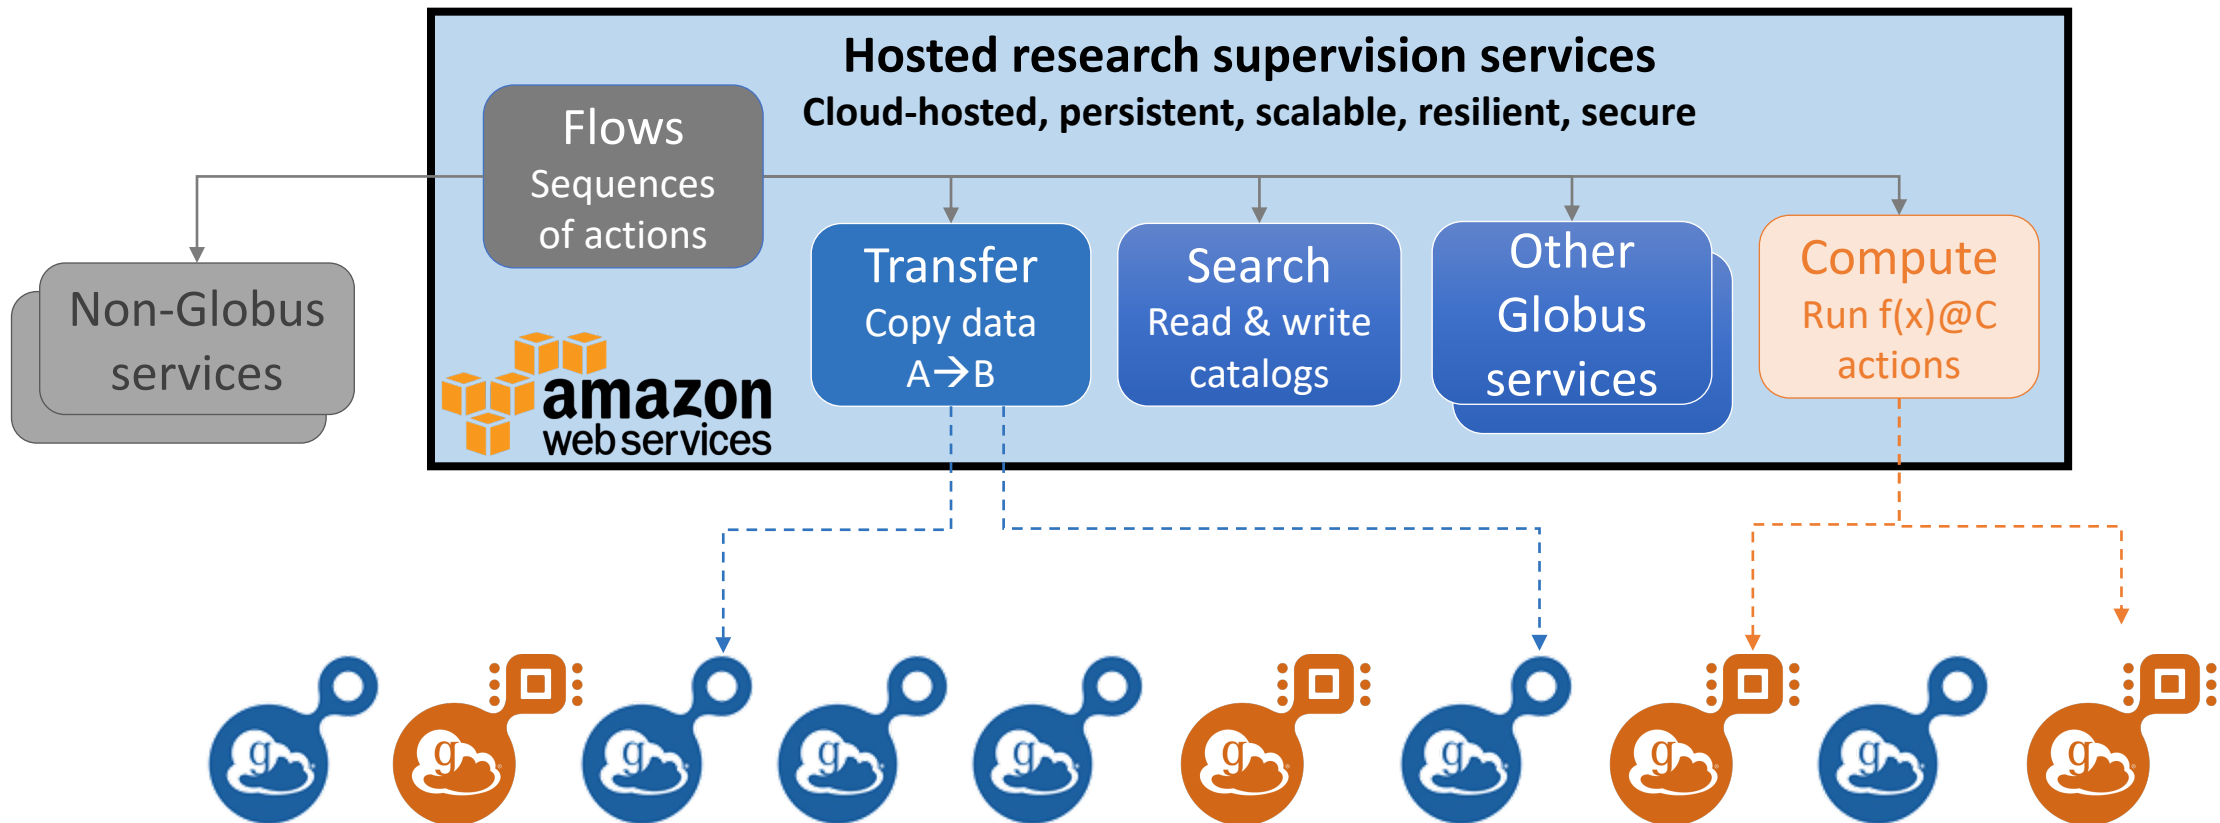 Hosted research supervision services
Cloud-hosted, persistent, scalable, resilient, secure
Flows
Sequences
of actions
Non-Globus
services
amazon
web services
Transfer
Copy data
A→B
Search
Read & write
catalogs
Other
Globus
services
Compute
Run f(x)@C
actions
g
g
g
g
g
g
g
g
g
g